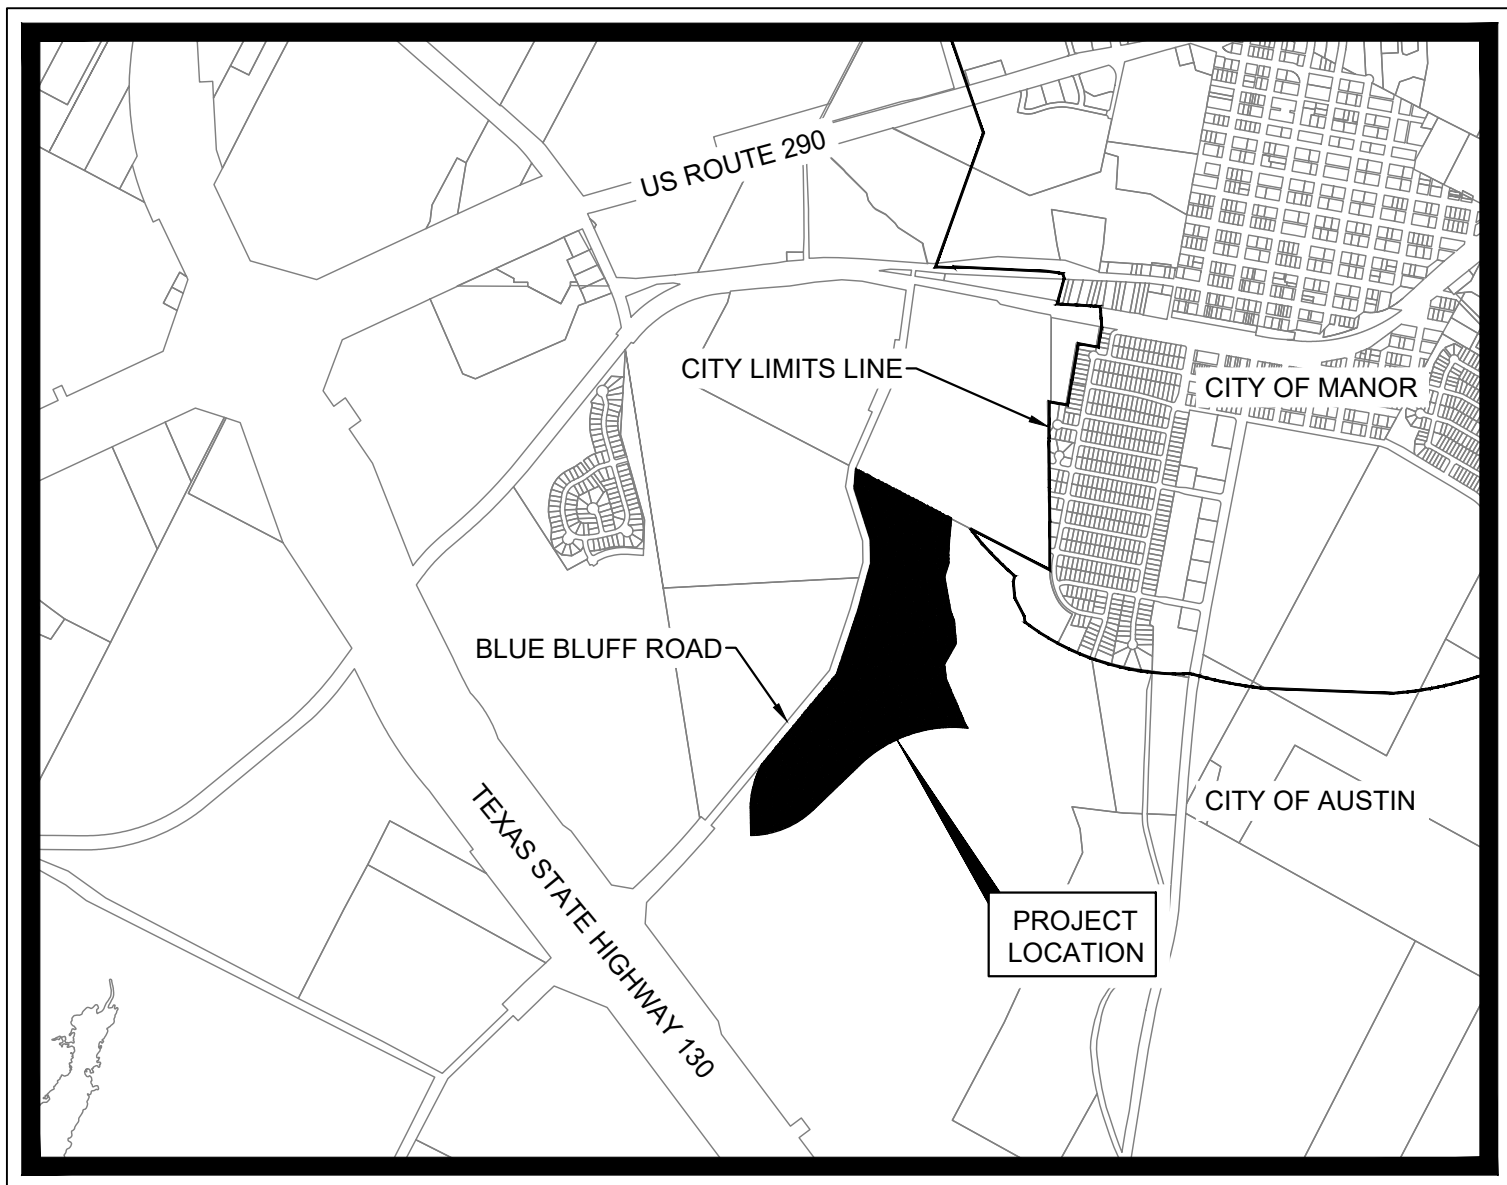 US ROUTE 290
CITY LIMITS LINE
CITY OF MANOR
BLUE BLUFF ROAD
CITY OF AUSTIN
TEXAS STATE HIGHWAY 130
PROJECT
LOCATION